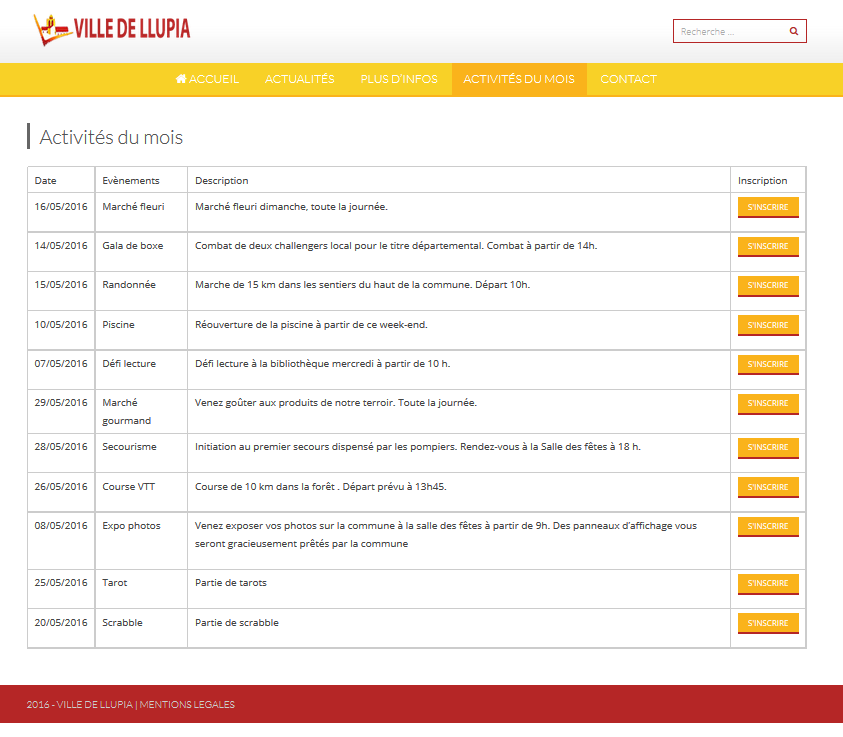 VILLE DE LLUPIA
Recherche ...
ACCUEIL ACTUALITÉS PLUS D'INFOS ACTIVITÉS DU MOIS CONTACT
Activités du mois
Date Evènements Description Inscription
16/05/2016 Marché fleuri Marché fleuri dimanche, toute la journée. S'INSCRIRE
14/05/2016 Gala de boxe Combat de deux challengers local pour le titre départemental. Combat à partir de 14h. S'INSCRIRE
15/05/2016 Randonnée Marche de 15 km dans les sentiers du haut de la commune. Départ 10h. S'INSCRIRE
10/05/2016 Piscine Réouverture de la piscine à partir de ce week-end. S'INSCRIRE
07/05/2016 Défi lecture Défi lecture à la bibliothèque mercredi à partir de 10 h. S'INSCRIRE
29/05/2016 Marché Venez goûter aux produits de notre terroir. Toute la journée. S'INSCRIRE
gourmand
28/05/2016 Secourisme Initiation au premier secours dispensé par les pompiers. Rendez-vous à la Salle des fêtes à 18 h. S'INSCRIRE
26/05/2016 Course VTT Course de 10 km dans la forêt . Départ prévu à 13h45. S'INSCRIRE
08/05/2016 Expo photos Venez exposer vos photos sur la commune à la salle des fêtes à partir de 9h. Des panneaux d'affichage vous S'INSCRIRE
seront gracieusement prêtés par la commune
25/05/2016 Tarot Partie de tarots S'INSCRIRE
20/05/2016 Scrabble Partie de scrabble S'INSCRIRE
2016 - VILLE DE LLUPIA | MENTIONS LEGALES